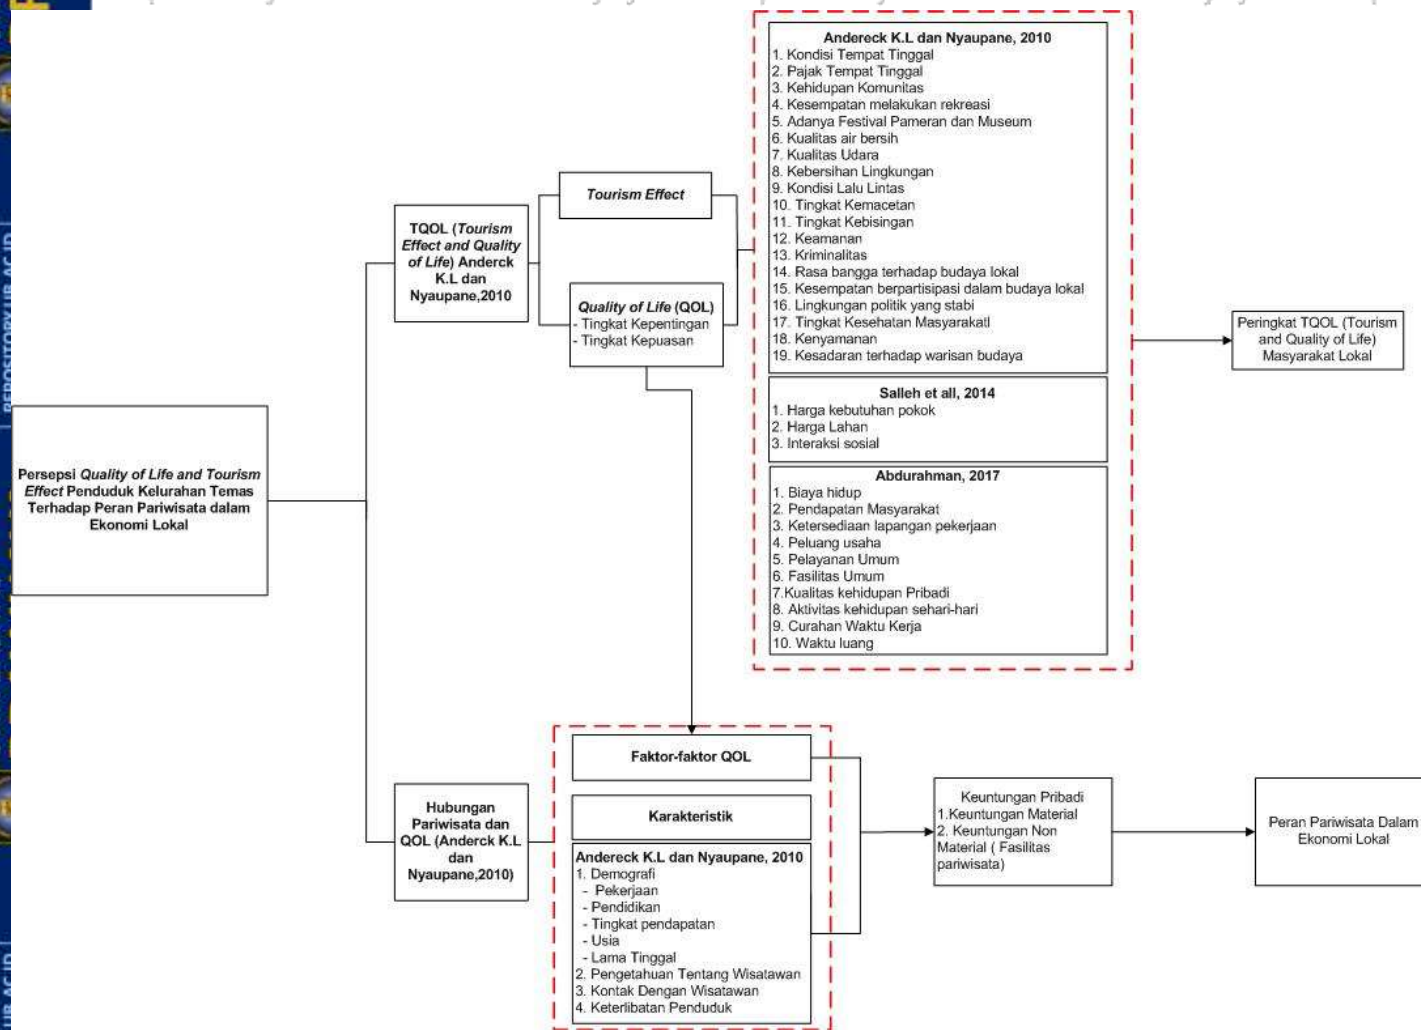 Persepsi Quality of Life and Tourism
Effect Penduduk Kelurahan Temas
Terhadap Peran Pariwisata dalam
Ekonomi Lokal
TQOL (Tourism
Effect and Quality
of Life) Anderck
K.L dan
Nyaupane,2010
Tourism Effect
Quality of Life (QOL)
- Tingkat Kepentingan
- Tingkat Kepuasan
Andereck K.L dan Nyaupane, 2010
1. Kondisi Tempat Tinggal
2. Pajak Tempat Tinggal
3. Kehidupan Komunitas
4. Kesempatan melakukan rekreasi
5. Adanya Festival Pameran dan Museum
6. Kualitas air bersih
7. Kualitas Udara
8. Kebersihan Lingkungan
9. Kondisi Lalu Lintas
10. Tingkat Kemacetan
11. Tingkat Kebisingan
12. Keamanan
13. Kriminalitas
14. Rasa bangga terhadap budaya lokal
15. Kesempatan berpartisipasi dalam budaya lokal
16. Lingkungan politik yang stabi
17. Tingkat Kesehatan Masyarakatl
18. Kenyamanan
19. Kesadaran terhadap warisan budaya
Salleh et all, 2014
1. Harga kebutuhan pokok
2. Harga Lahan
3. Interaksi sosial
Abdurahman, 2017
1. Biaya hidup
2. Pendapatan Masyarakat
3. Ketersediaan lapangan pekerjaan
4. Peluang usaha
5. Pelayanan Umum
6. Fasilitas Umum
7.Kualitas kehidupan Pribadi
8. Aktivitas kehidupan sehari-hari
9. Curahan Waktu Kerja
10. Waktu luang
Peringkat TQOL (Tourism
and Quality of Life)
Masyarakat Lokal
Hubungan
Pariwisata dan
QOL (Anderck K.L
dan
Nyaupane,2010)
Faktor-faktor QOL
Karakteristik
Andereck K.L dan Nyaupane, 2010
1. Demografi
- Pekerjaan
- Pendidikan
- Tingkat pendapatan
- Usia
- Lama Tinggal
2. Pengetahuan Tentang Wisatawan
3. Kontak Dengan Wisatawan
4. Keterlibatan Penduduk
Keuntungan Pribadi
1.Keuntungan Material
2. Keuntungan Non
Material ( Fasilitas
pariwisata)
Peran Pariwisata Dalam
Ekonomi Lokal
REPOSITORY.UB.AC.ID
UB.AC.ID